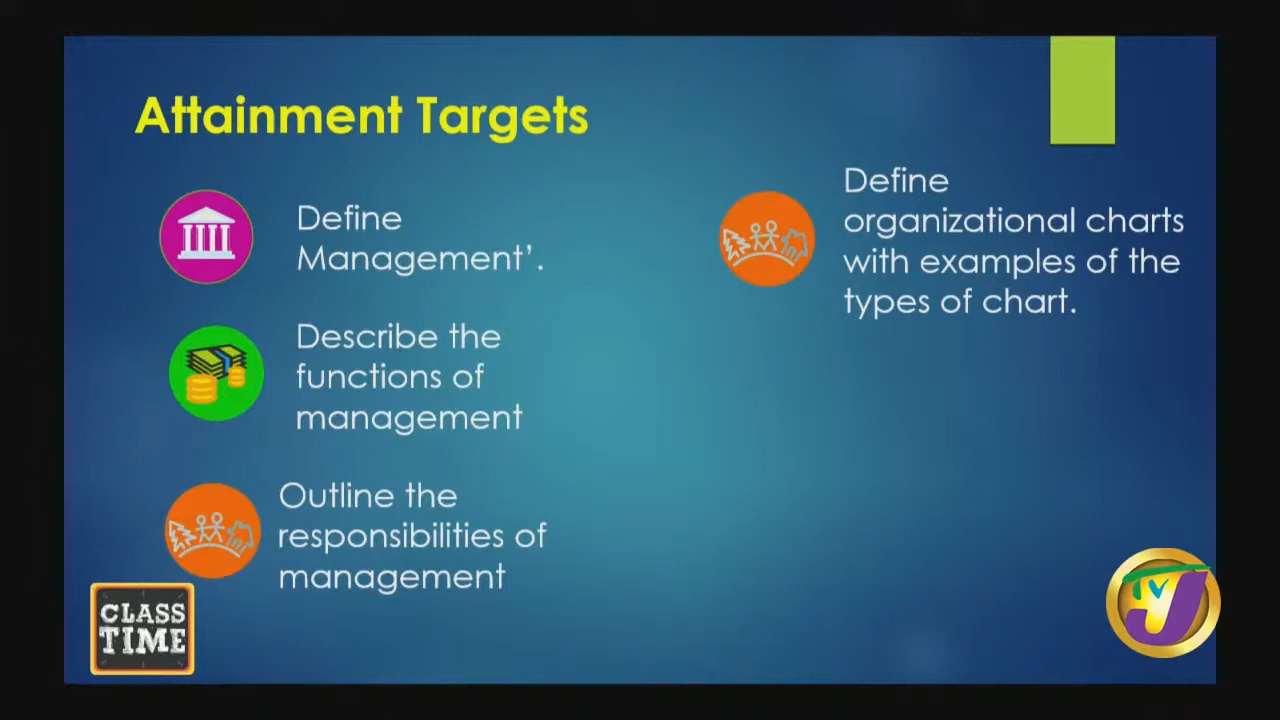 Attainment Targets
Define
Management’.
Describe the
functions of
management
Outline the
responsibilities of
management
Define
organizational charts
with examples of the
types of chart.
CLASS
TIME
TVJ